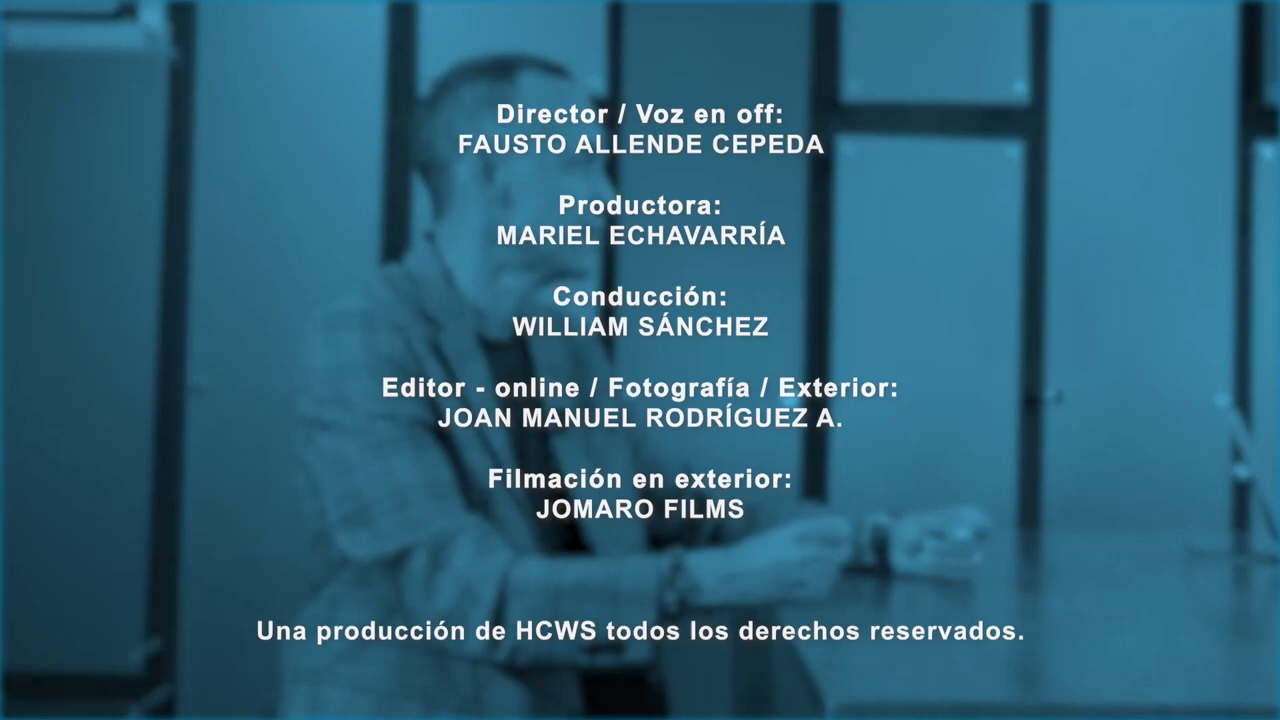 Director / Voz en off:
FAUSTO ALLENDE CEPEDA
Productora:
MARIEL ECHAVARRÍA
Conducción:
WILLIAM SÁNCHEZ
Editor - online / Fotografía / Exterior:
JOAN MANUEL RODRÍGUEZ A.
Filmación en exterior:
JOMARO FILMS
Una producción de HCWS todos los derechos reservados.